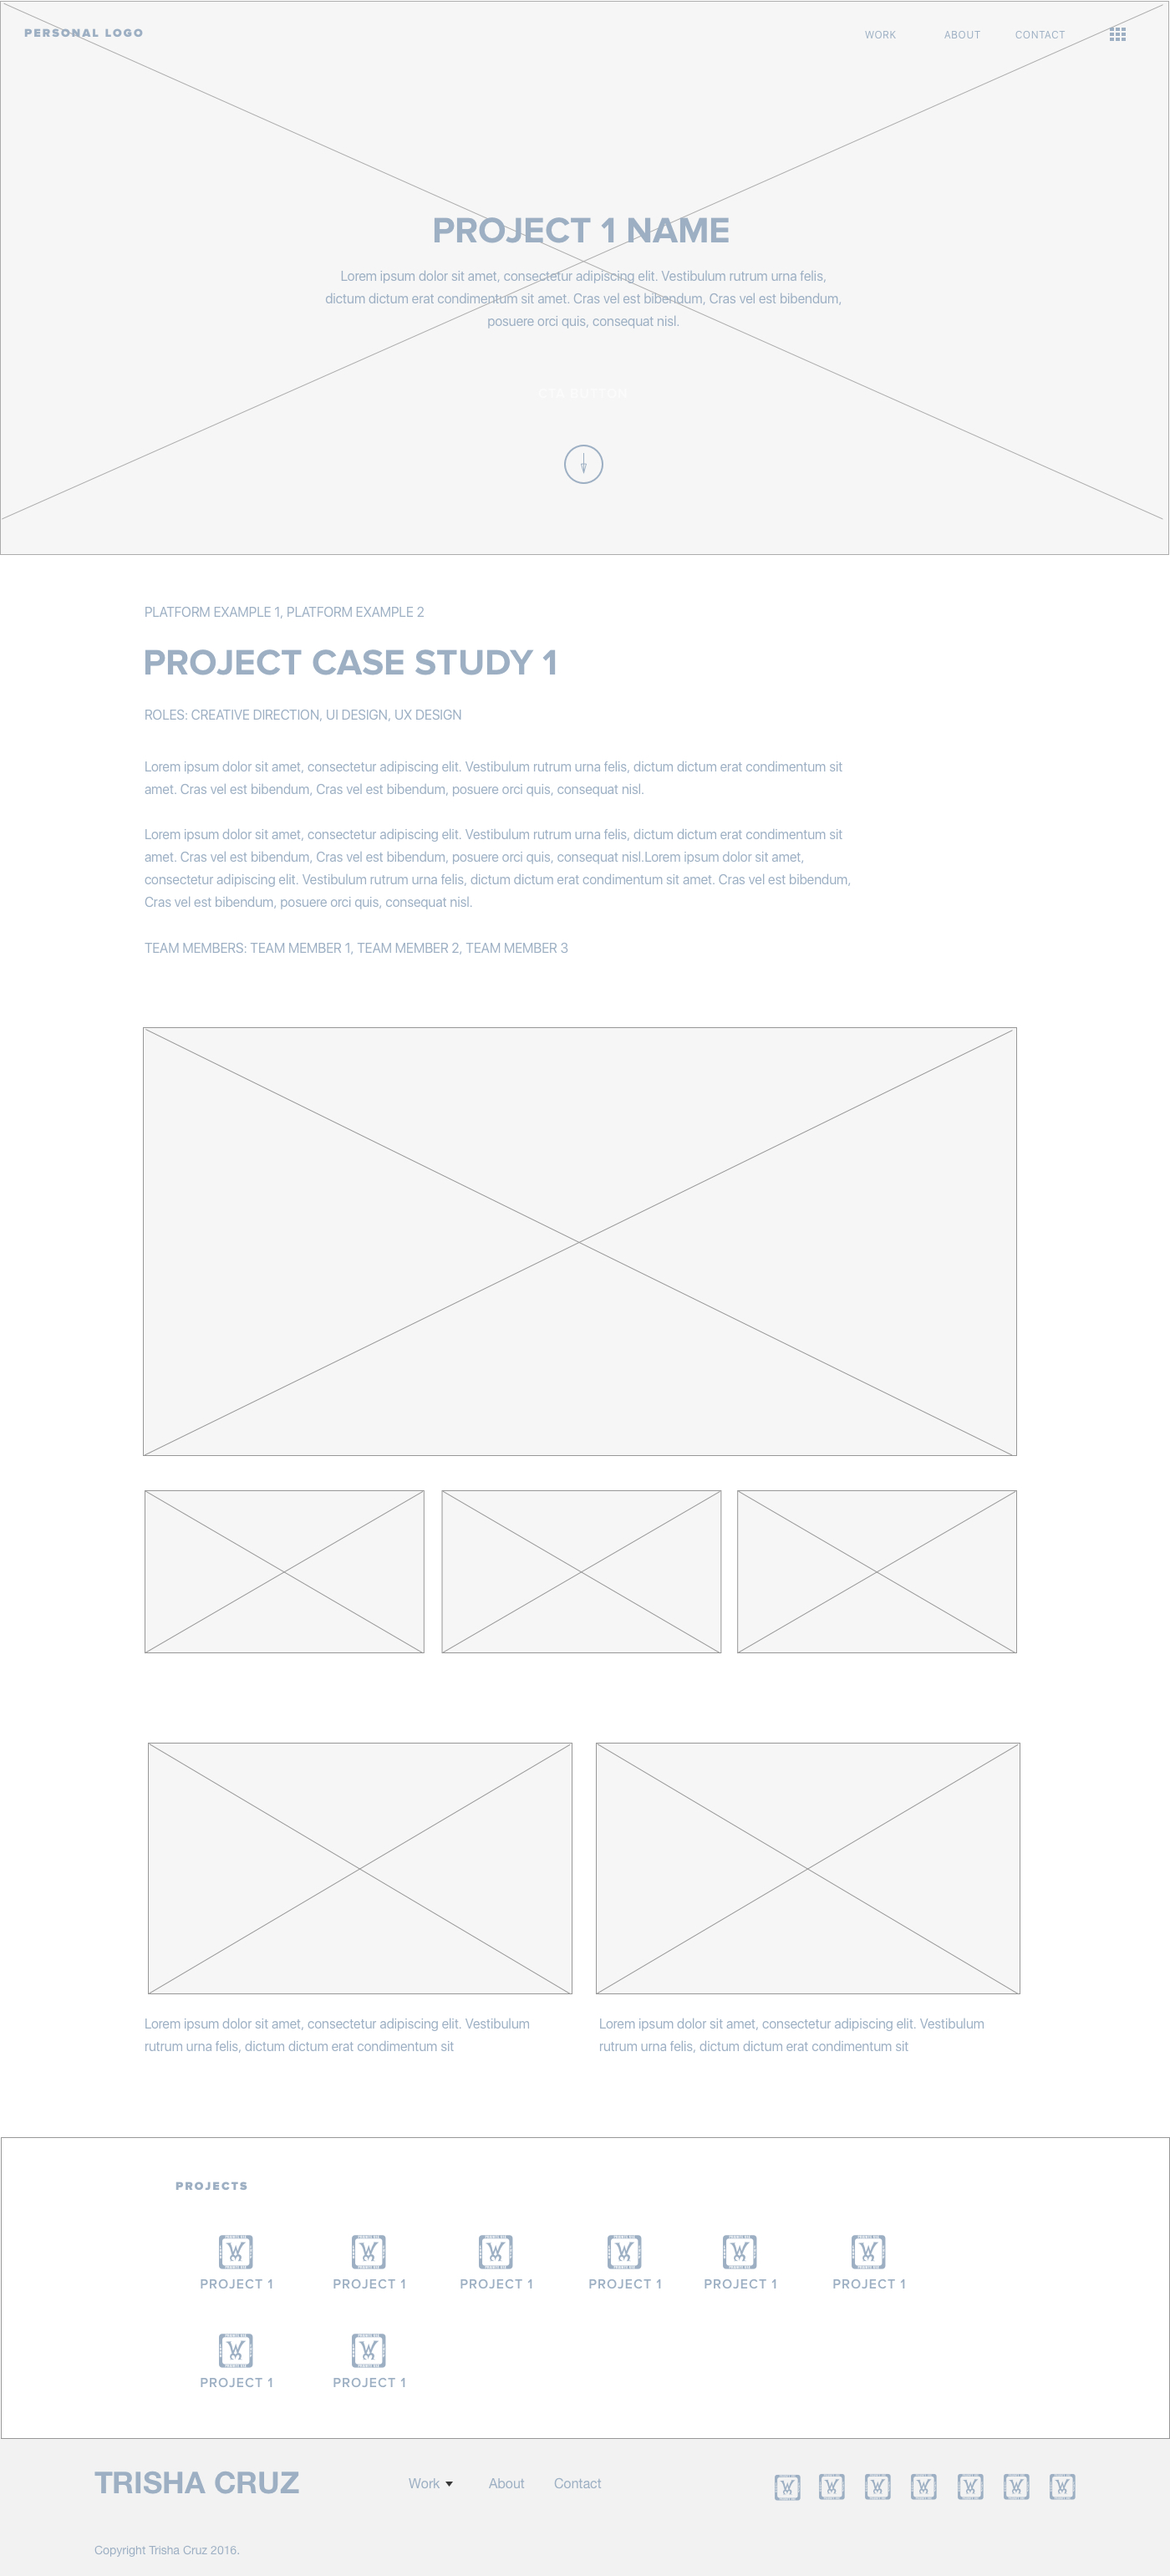 PERSONAL LOGO
WORK ABOUT CONTACT
PROJECT 1 NAME
Lorem ipsum dolor sit amet, consectetur adipiscing elit. Vestibulum rutrum urna felis,
dictum dictum erat condimentum sit amet. Cras vel est bibendum, Cras vel est bibendum,
posuere orci quis, consequat nisl.
CTA BUTTON
PLATFORM EXAMPLE 1, PLATFORM EXAMPLE 2
PROJECT CASE STUDY 1
ROLES: CREATIVE DIRECTION, UI DESIGN, UX DESIGN
Lorem ipsum dolor sit amet, consectetur adipiscing elit. Vestibulum rutrum urna felis, dictum dictum erat condimentum sit
amet. Cras vel est bibendum, Cras vel est bibendum, posuere orci quis, consequat nisl.
Lorem ipsum dolor sit amet, consectetur adipiscing elit. Vestibulum rutrum urna felis, dictum dictum erat condimentum sit
amet. Cras vel est bibendum, Cras vel est bibendum, posuere orci quis, consequat nisl.Lorem ipsum dolor sit amet,
consectetur adipiscing elit. Vestibulum rutrum urna felis, dictum dictum erat condimentum sit amet. Cras vel est bibendum,
Cras vel est bibendum, posuere orci quis, consequat nisl.
TEAM MEMBERS: TEAM MEMBER 1, TEAM MEMBER 2, TEAM MEMBER 3
Lorem ipsum dolor sit amet, consectetur adipiscing elit. Vestibulum
rutrum urna felis, dictum dictum erat condimentum sit
Lorem ipsum dolor sit amet, consectetur adipiscing elit. Vestibulum
rutrum urna felis, dictum dictum erat condimentum sit
PROJECTS
PROJECT 1 PROJECT 1 PROJECT 1 PROJECT 1 PROJECT 1 PROJECT 1
PROJECT 1 PROJECT 1
TRISHA CRUZ
Work About Contact
Copyright Trisha Cruz 2016.